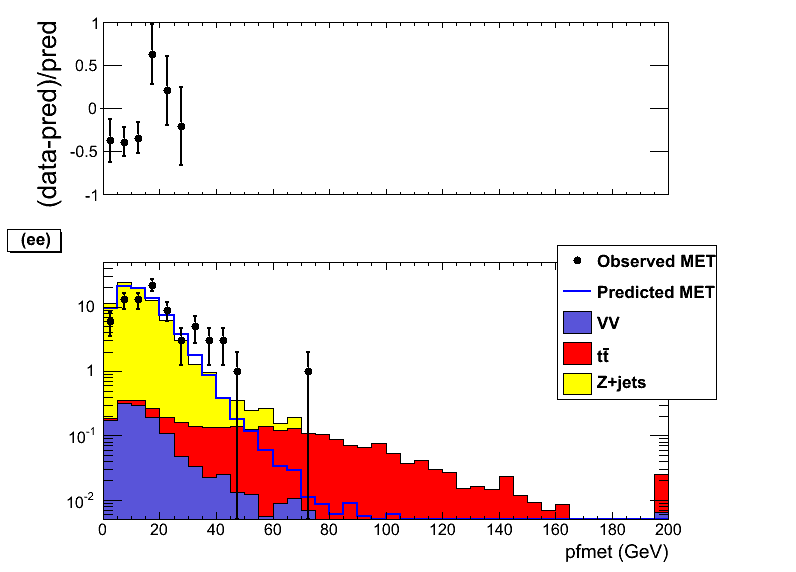 (data-pred)/pred
1
0.5
0
-0.5
-1
(ee)
Observed MET
Predicted MET
VV
tt̄
Z+jets
10
1
10⁻¹
10⁻²
0 20 40 60 80 100 120 140 160 180 200
pfmet (GeV)